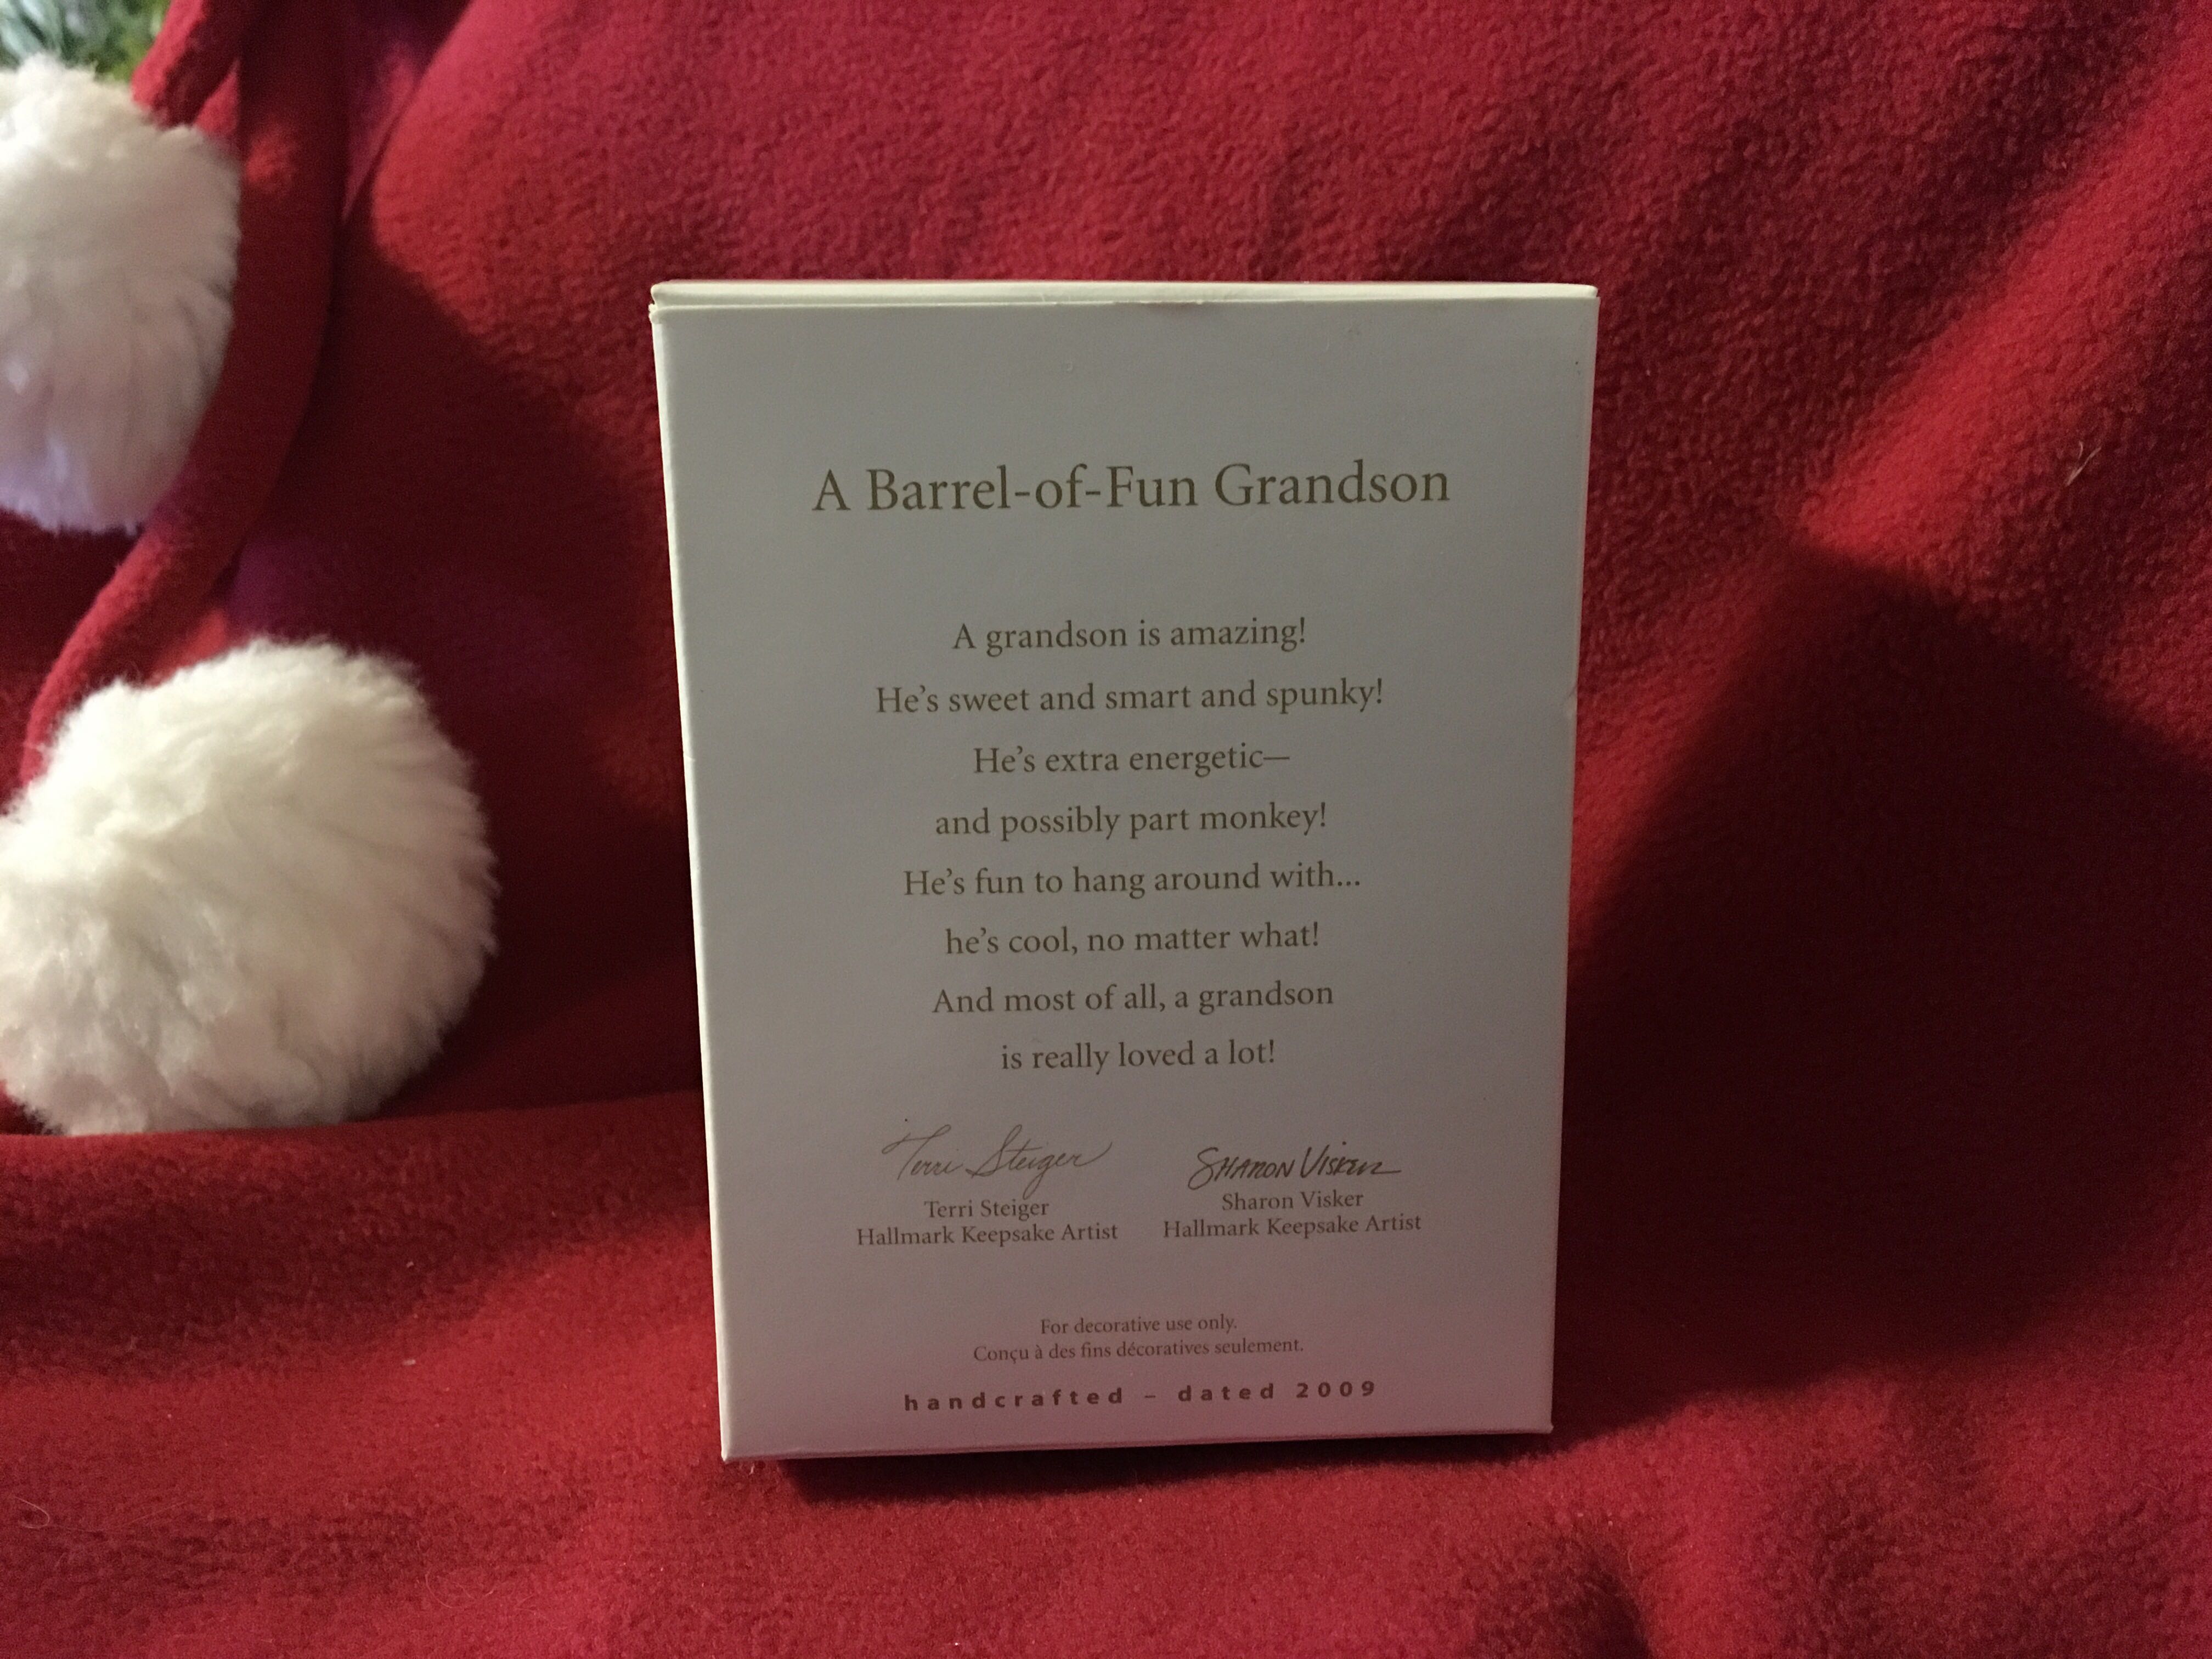 A Barrel-of-Fun Grandson
A grandson is amazing!
He's sweet and smart and spunky!
He's extra energetic—
and possibly part monkey!
He's fun to hang around with...
he's cool, no matter what!
And most of all, a grandson
is really loved a lot!
Terri Steiger Sharon Visker
Terri Steiger Sharon Visker
Hallmark Keepsake Artist Hallmark Keepsake Artist
For decorative use only.
Conçu à des fins décoratives seulement.
handcrafted – dated 2009